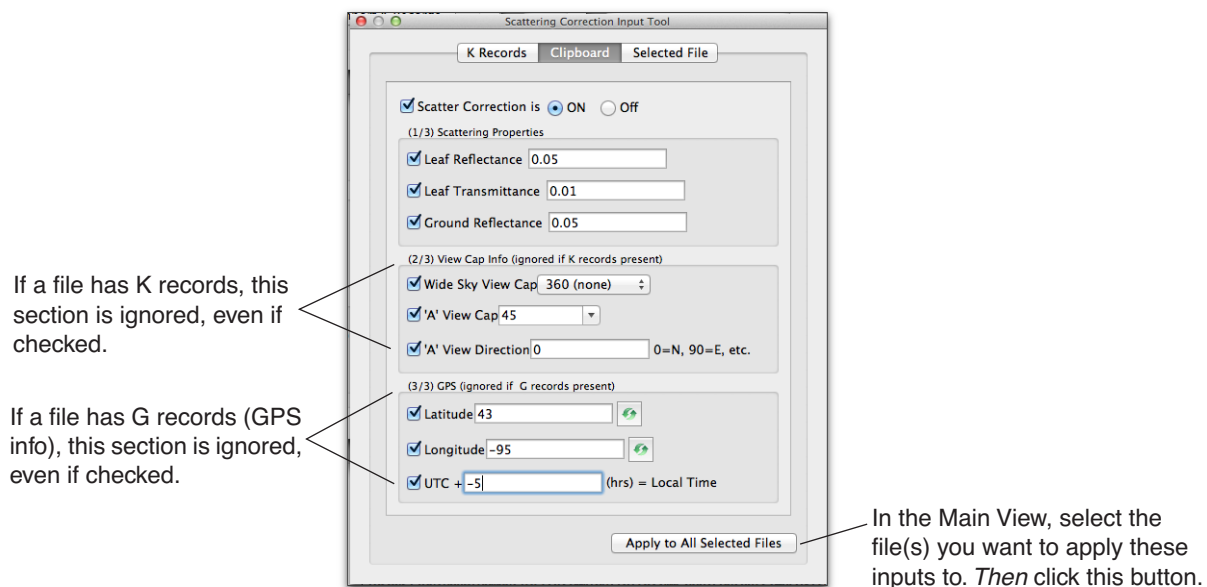 Scattering Correction Input Tool
K Records Clipboard Selected File
Scatter Correction is ON Off
(1/3) Scattering Properties
Leaf Reflectance 0.05
Leaf Transmittance 0.01
Ground Reflectance 0.05
(2/3) View Cap Info (ignored if K records present)
Wide Sky View Cap 360 (none)
'A' View Cap 45
'A' View Direction 0 0=N, 90=E, etc.
(3/3) GPS (ignored if G records present)
Latitude 43
Longitude -95
UTC + -5 (hrs) = Local Time
Apply to All Selected Files
If a file has K records, this
section is ignored, even if
checked.
If a file has G records (GPS
info), this section is ignored,
even if checked.
In the Main View, select the
file(s) you want to apply these
inputs to. Then click this button.